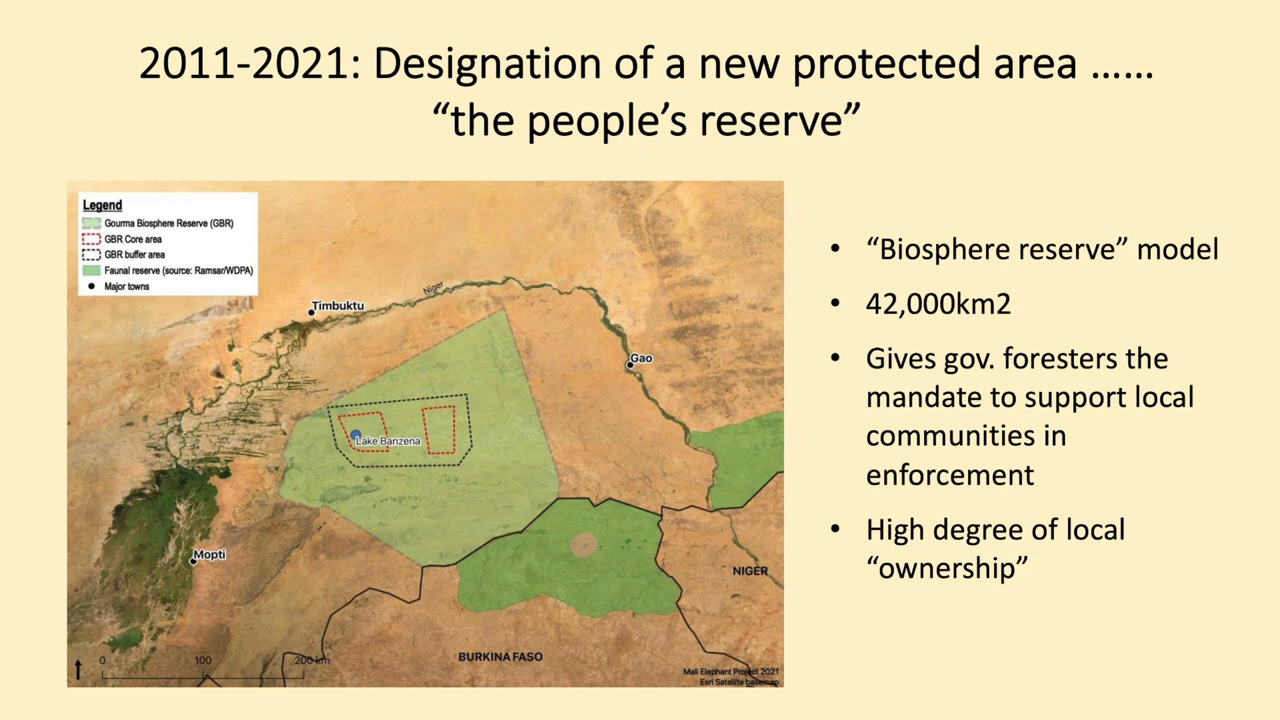 2011-2021: Designation of a new protected area ......
“the people’s reserve”
Legend
Gourma Biosphere Reserve (GBR)
GBR Core area
GBR buffer area
Faunal reserve (source: Ramsar/WDPA)
Major towns
Timbuktu
Niger
Gao
Lake Banzena
Mopti
NIGER
BURKINA FASO
0 100 200 km
Mali Elephant Project 2021
Esri Satellite basemap
• “Biosphere reserve” model
• 42,000km2
• Gives gov. foresters the
mandate to support local
communities in
enforcement
• High degree of local
“ownership”